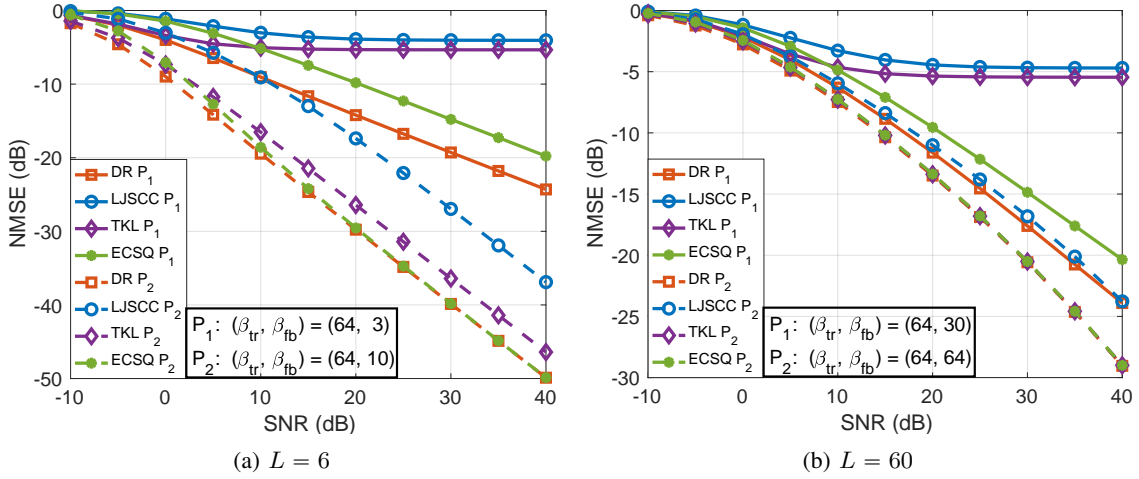 0
-10
-20
-30
-40
-50
NMSE (dB)
-10 0 10 20 30 40
SNR (dB)
DR P1
LJSCC P1
TKL P1
ECSQ P1
DR P2
LJSCC P2
TKL P2
ECSQ P2
P1: (βtr, βfb) = (64, 3)
P2: (βtr, βfb) = (64, 10)
(a) L = 6
0
-5
-10
-15
-20
-25
-30
NMSE (dB)
-10 0 10 20 30 40
SNR (dB)
DR P1
LJSCC P1
TKL P1
ECSQ P1
DR P2
LJSCC P2
TKL P2
ECSQ P2
P1: (βtr, βfb) = (64, 30)
P2: (βtr, βfb) = (64, 64)
(b) L = 60